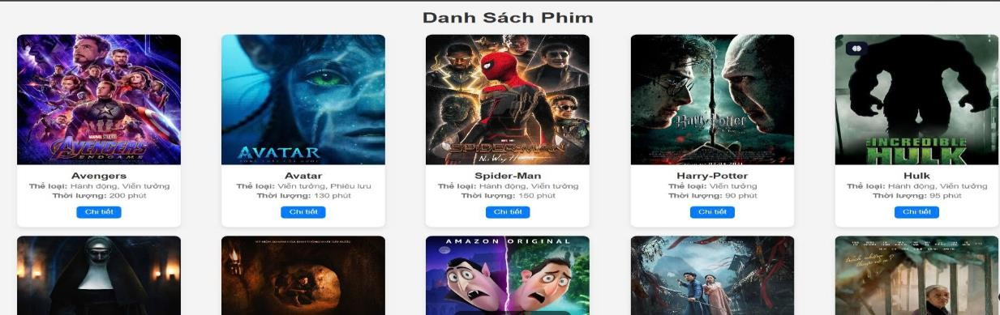 Danh Sách Phim
MARVEL STUDIOS
AVENGERS
ENDGAME
Avengers
Thể loại: Hành động, Viễn tưởng
Thời lượng: 200 phút
Chi tiết
AVATAR
Avatar
Thể loại: Viễn tưởng, Phiêu lưu
Thời lượng: 130 phút
Chi tiết
SPIDER-MAN
No Way Home
Spider-Man
Thể loại: Hành động, Viễn tưởng
Thời lượng: 150 phút
Chi tiết
Harry Potter
Harry-Potter
Thể loại: Viễn tưởng
Thời lượng: 90 phút
Chi tiết
INCREDIBLE
HULK
Hulk
Thể loại: Hành động, Viễn tưởng
Thời lượng: 95 phút
Chi tiết
AMAZON ORIGINAL